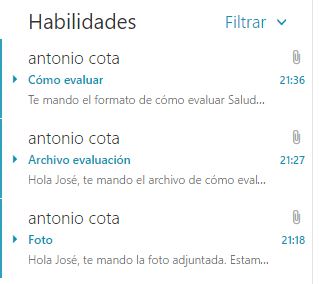 Habilidades
Filtrar
antonio cota
Cómo evaluar
21:36
Te mando el formato de cómo evaluar Salud...
antonio cota
Archivo evaluación
21:27
Hola José, te mando el archivo de cómo eval...
antonio cota
Foto
21:18
Hola José, te mando la foto adjuntada. Estam...